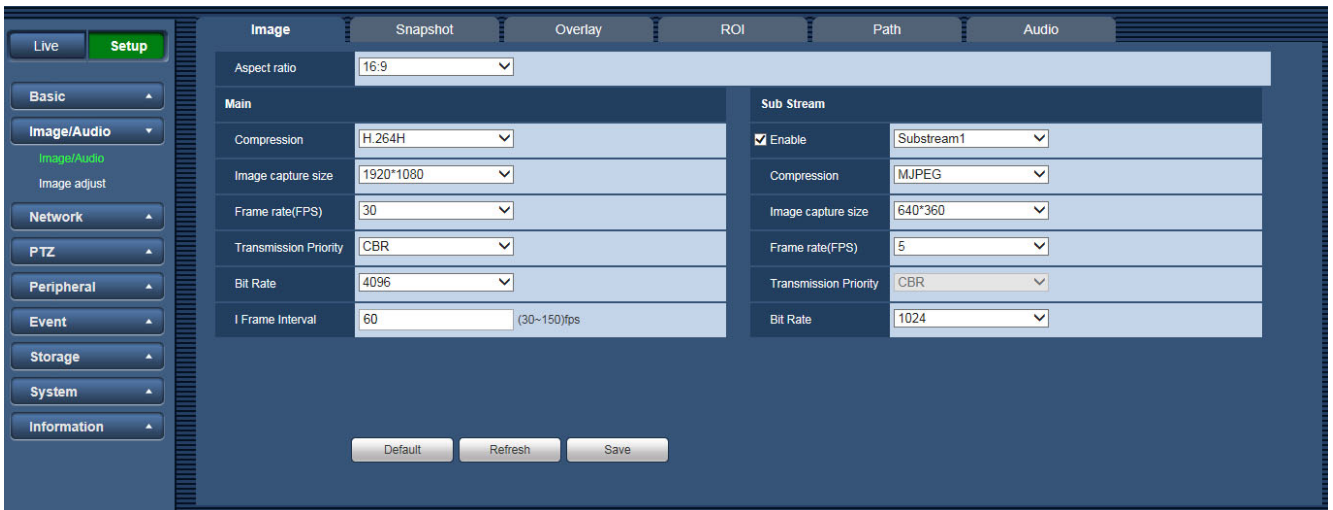 Live Setup
Basic
Image/Audio
Image/Audio
Image adjust
Network
PTZ
Peripheral
Event
Storage
System
Information
Image Snapshot Overlay ROI Path Audio
Aspect ratio 16:9
Main Sub Stream
Compression H.264H Enable Substream1
Image capture size 1920*1080 Compression MJPEG
Frame rate(FPS) 30 Image capture size 640*360
Transmission Priority CBR Frame rate(FPS) 5
Bit Rate 4096 Transmission Priority CBR
I Frame Interval 60 (30~150)fps Bit Rate 1024
Default Refresh Save